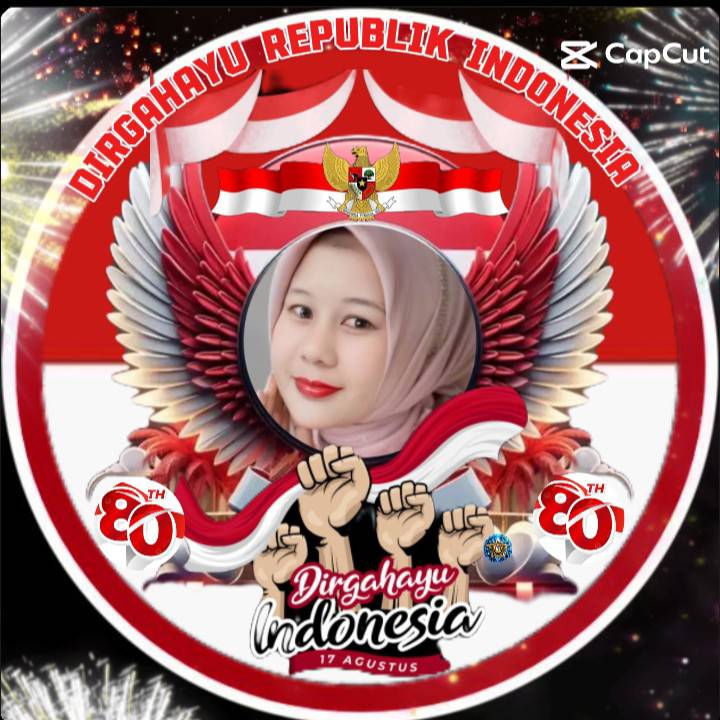 DIRGAHAYU REPUBLIK INDONESIA
CapCut
80TH
80TH
Dirgahayu
Indonesia
17 AGUSTUS